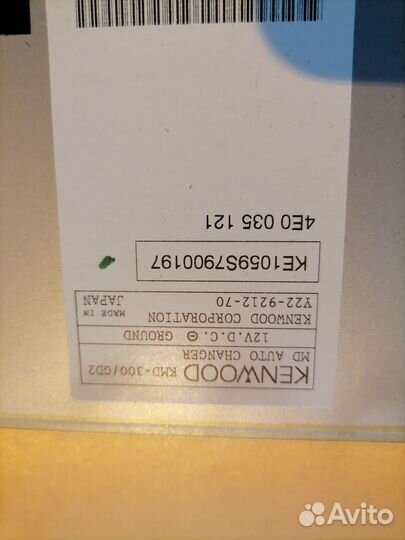 KENWOOD KMD-300/GD2
MD AUTO CHANGER
12V.D.C. ⊖ GROUND
KENWOOD CORPORATION MADE IN JAPAN
Y22-9212-70
KE1059S7900197
4E0 035 121
Avito